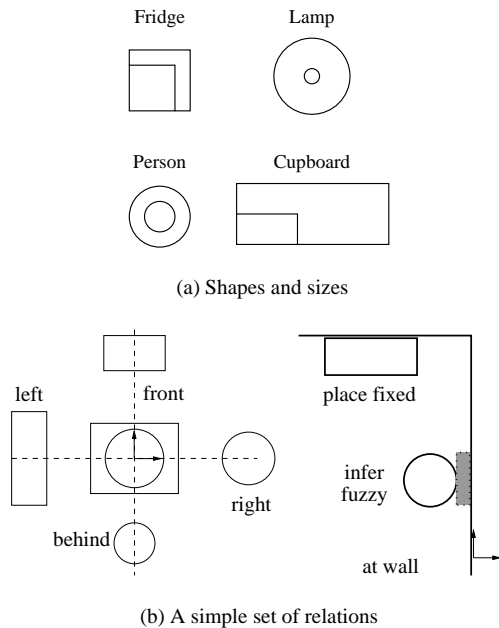 Fridge
Lamp
Person
Cupboard
(a) Shapes and sizes
left
front
place fixed
right
infer
fuzzy
behind
at wall
(b) A simple set of relations